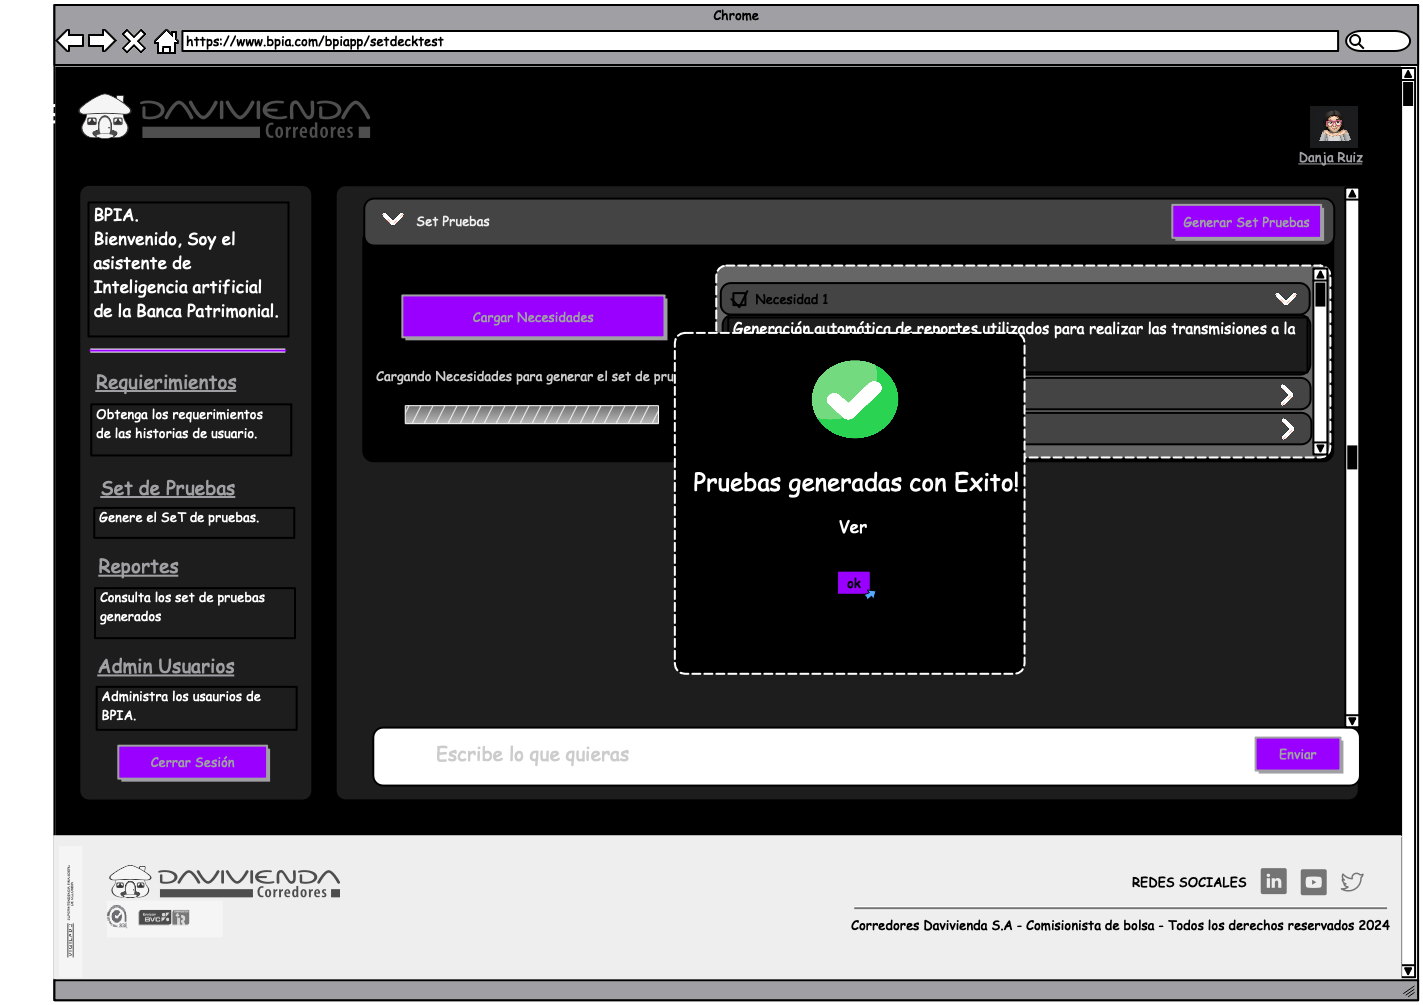 Chrome
https://www.bpia.com/bpiapp/setdecktest
DAVIVIENDA
Corredores
Danja Ruiz
BPIA.
Bienvenido, Soy el
asistente de
Inteligencia artificial
de la Banca Patrimonial.
Requierimientos
Obtenga los requerimientos
de las historias de usuario.
Set de Pruebas
Genere el SeT de pruebas.
Reportes
Consulta los set de pruebas
generados
Admin Usuarios
Administra los usaurios de
BPIA.
Cerrar Sesión
Set Pruebas
Generar Set Pruebas
Cargar Necesidades
Cargando Necesidades para generar el set de pru
Necesidad 1
Generación automática de reportes utilizados para realizar las transmisiones a la
Pruebas generadas con Exito!
Ver
ok
Escribe lo que quieras
Enviar
DAVIVIENDA
Corredores
BVC
IR
VIGILADO
REDES SOCIALES
in
Corredores Davivienda S.A - Comisionista de bolsa - Todos los derechos reservados 2024